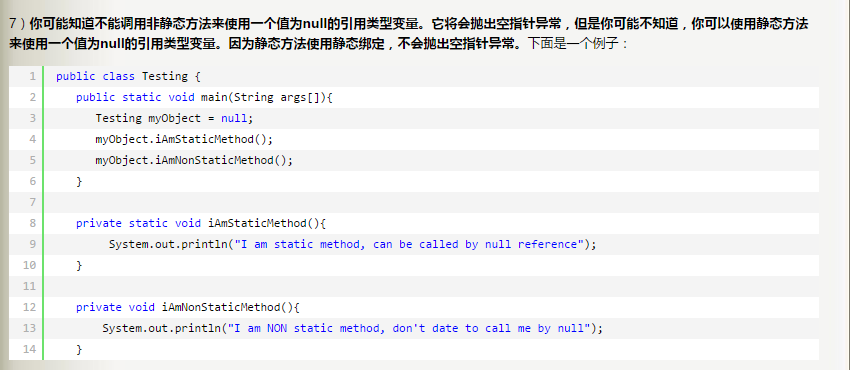 7）你可能知道不能调用非静态方法来使用一个值为null的引用类型变量。它将会抛出空指针异常，但是你可能不知道，你可以使用静态方法
来使用一个值为null的引用类型变量。因为静态方法使用静态绑定，不会抛出空指针异常。下面是一个例子：
1 public class Testing {
2    public static void main(String args[]){
3       Testing myObject = null;
4       myObject.iAmStaticMethod();
5       myObject.iAmNonStaticMethod();
6    }
7
8    private static void iAmStaticMethod(){
9         System.out.println("I am static method, can be called by null reference");
10    }
11
12    private void iAmNonStaticMethod(){
13        System.out.println("I am NON static method, don't date to call me by null");
14    }